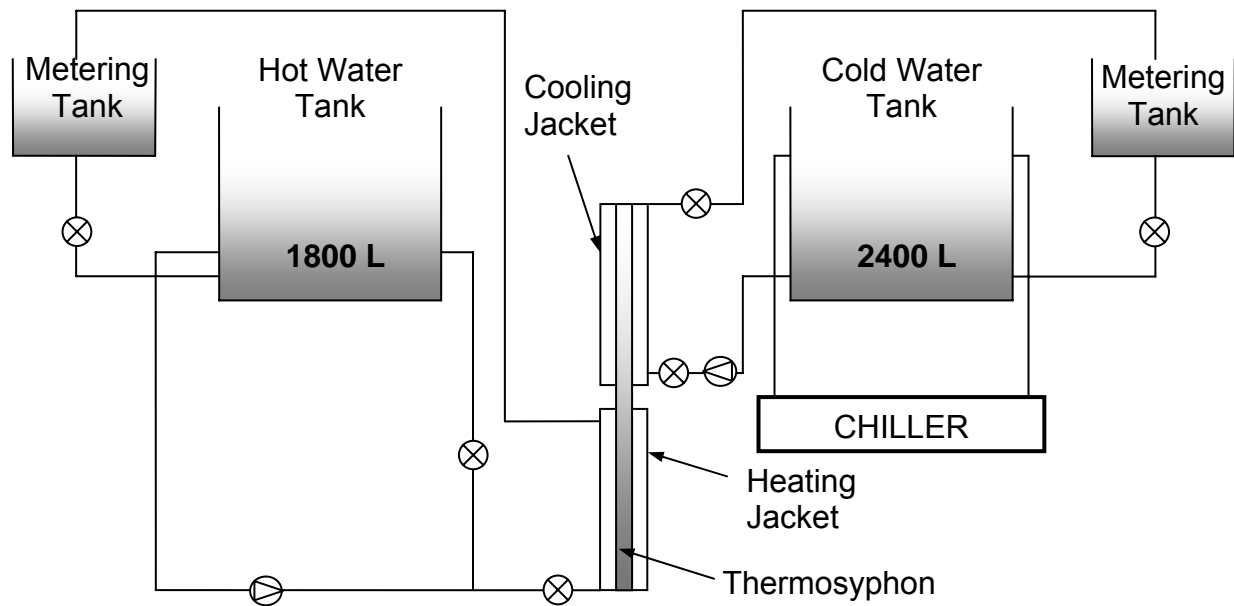 Metering
Tank
Hot Water
Tank
Cooling
Jacket
Cold Water
Tank
Metering
Tank
1800 L
2400 L
CHILLER
Heating
Jacket
Thermosyphon